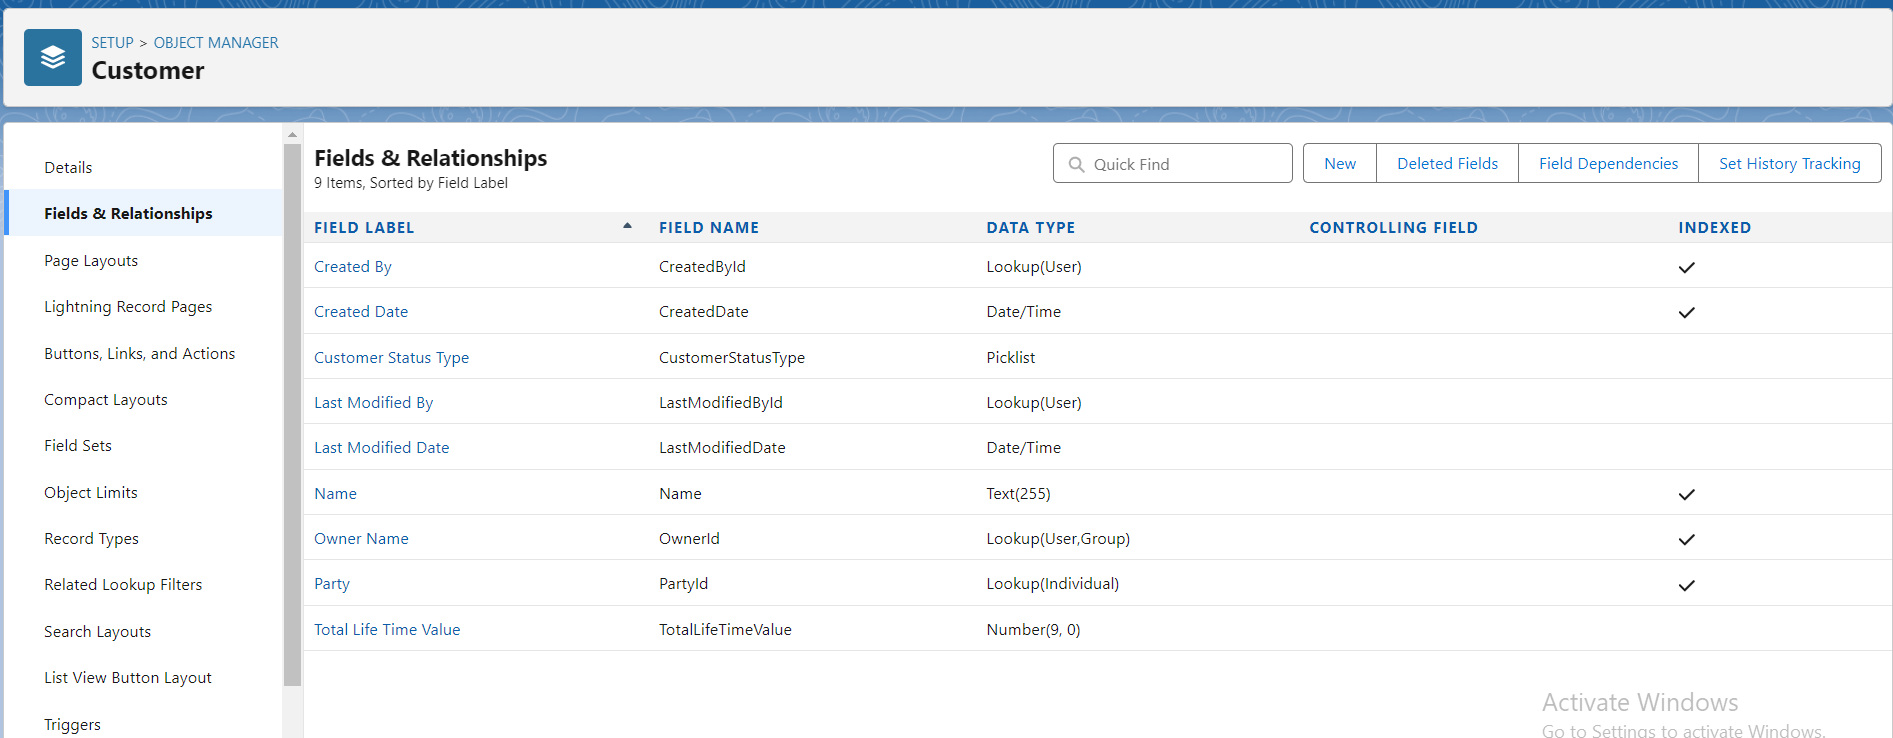 SETUP > OBJECT MANAGER
Customer
Details
Fields & Relationships
Page Layouts
Lightning Record Pages
Buttons, Links, and Actions
Compact Layouts
Field Sets
Object Limits
Record Types
Related Lookup Filters
Search Layouts
List View Button Layout
Triggers
Fields & Relationships
9 Items, Sorted by Field Label
Quick Find New Deleted Fields Field Dependencies Set History Tracking
FIELD LABEL FIELD NAME DATA TYPE CONTROLLING FIELD INDEXED
Created By CreatedById Lookup(User) ✓
Created Date CreatedDate Date/Time ✓
Customer Status Type CustomerStatusType Picklist
Last Modified By LastModifiedById Lookup(User)
Last Modified Date LastModifiedDate Date/Time
Name Name Text(255) ✓
Owner Name OwnerId Lookup(User,Group) ✓
Party PartyId Lookup(Individual) ✓
Total Life Time Value TotalLifeTimeValue Number(9, 0)
Activate Windows
Go to Settings to activate Windows.